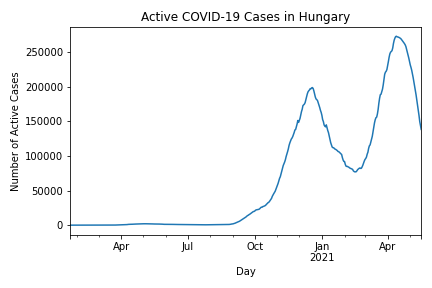 Active COVID-19 Cases in Hungary
Number of Active Cases
250000
200000
150000
100000
50000
0
Apr Jul Oct Jan Apr
2021
Day